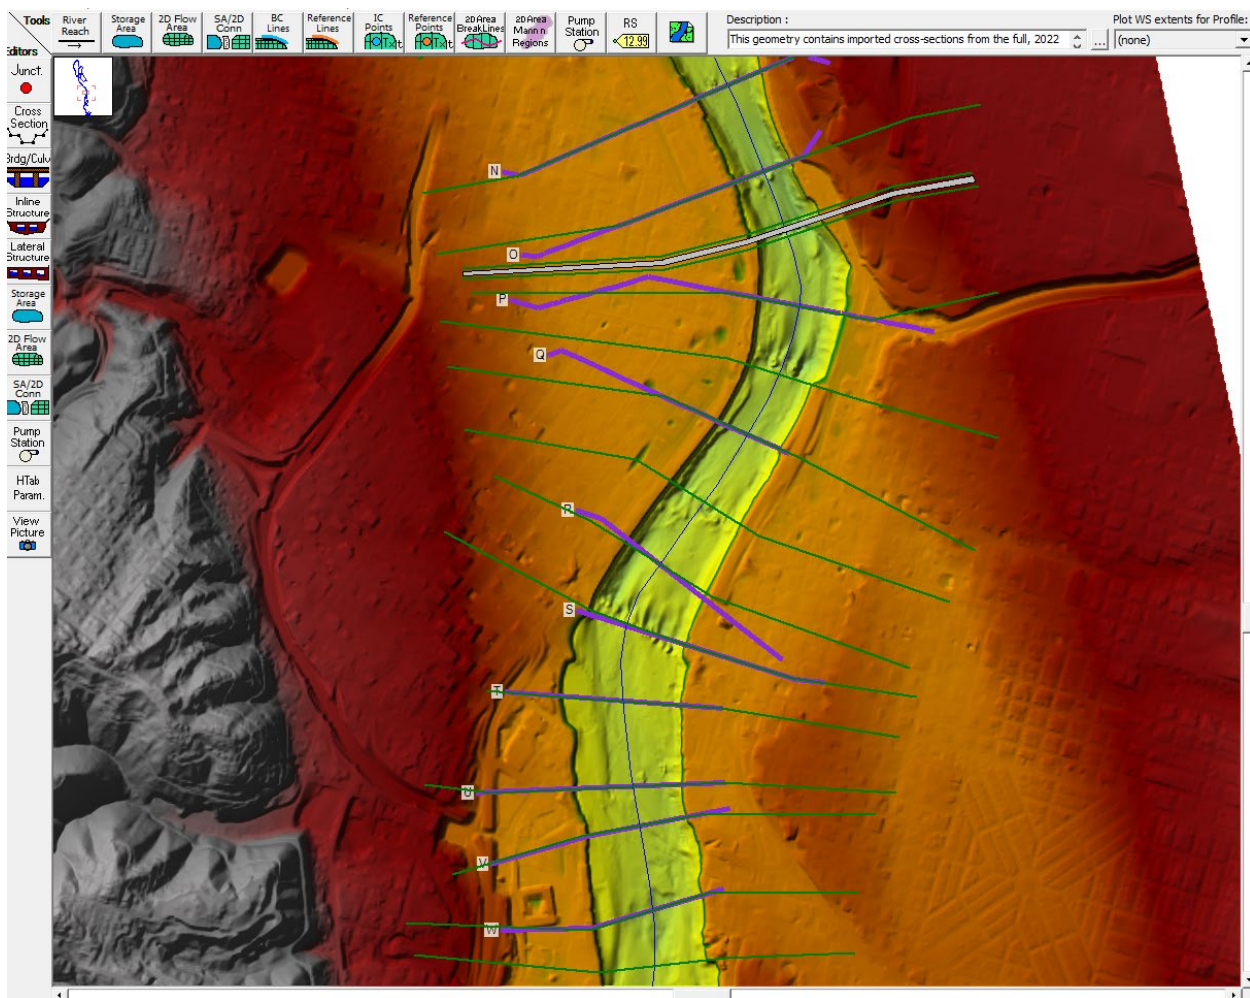 Tools
Editors
River
Reach
Storage
Area
2D Flow
Area
SA/2D
Conn
BC
Lines
Reference
Lines
IC
Points
Reference
Points
2D Area
BreakLines
2D Area
Mann n
Regions
Pump
Station
RS
12.99
Description :
This geometry contains imported cross-sections from the full, 2022
...
Plot WS extents for Profile:
(none)
Junct.
Cross
Section
Brdg/Culv
Inline
Structure
Lateral
Structure
Storage
Area
2D Flow
Area
SA/2D
Conn
Pump
Station
HTab
Param.
View
Picture
N
O
P
Q
R
S
T
U
V
W